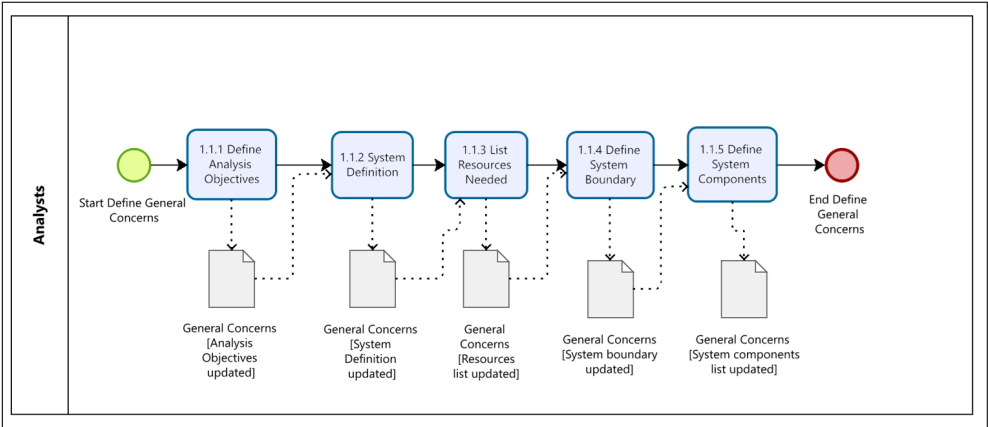 Analysts
Start Define General
Concerns
1.1.1 Define
Analysis
Objectives
1.1.2 System
Definition
1.1.3 List
Resources
Needed
1.1.4 Define
System
Boundary
1.1.5 Define
System
Components
End Define
General
Concerns
General Concerns
[Analysis
Objectives
updated]
General Concerns
[System
Definition
updated]
General
Concerns
[Resources
list updated]
General Concerns
[System boundary
updated]
General Concerns
[System components
list updated]